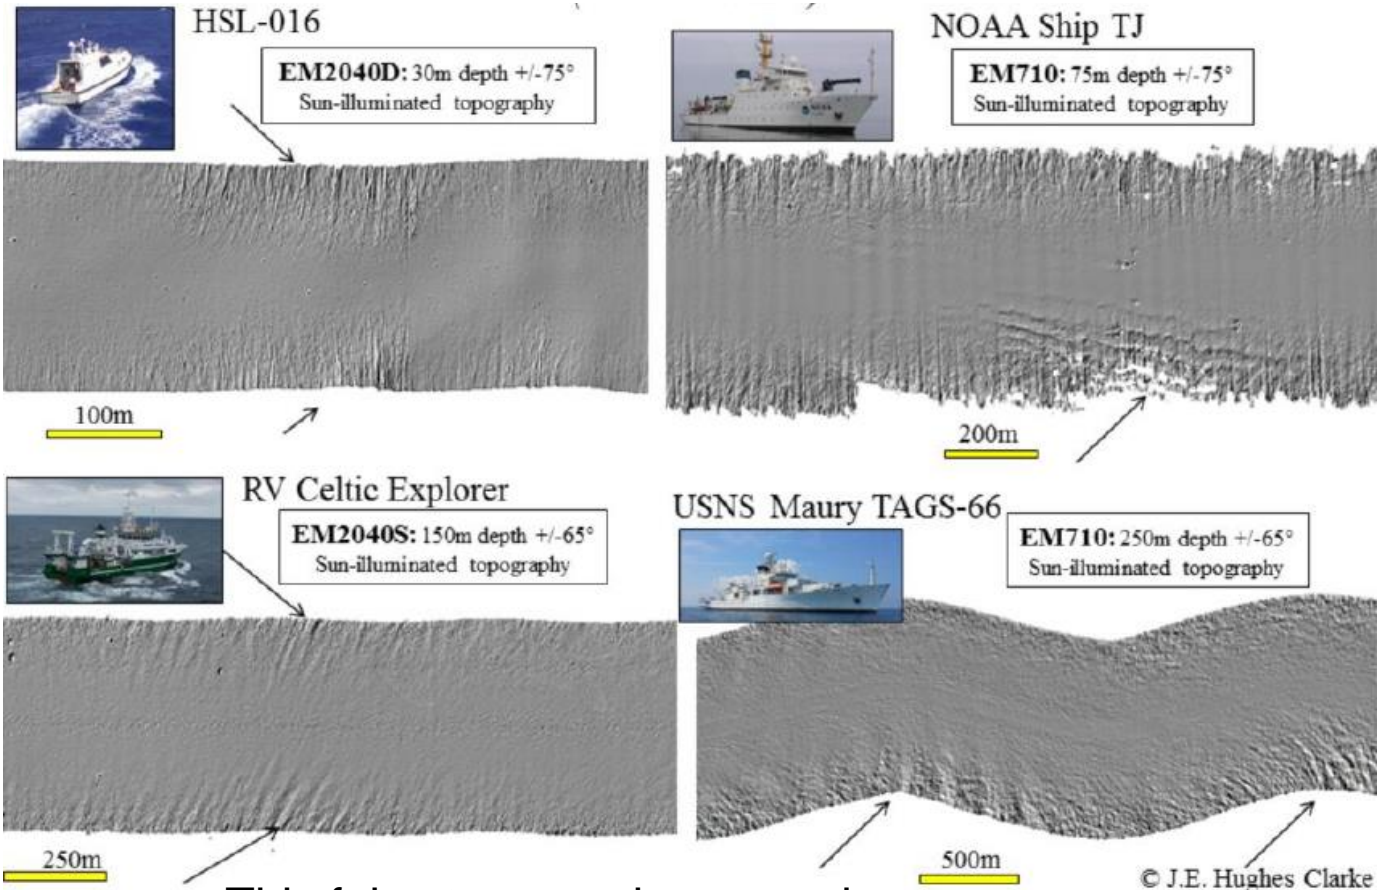 HSL-016
EM2040D: 30m depth +/-75°
Sun-illuminated topography
100m
NOAA Ship TJ
EM710: 75m depth +/-75°
Sun-illuminated topography
200m
RV Celtic Explorer
EM2040S: 150m depth +/-65°
Sun-illuminated topography
250m
USNS Maury TAGS-66
EM710: 250m depth +/-65°
Sun-illuminated topography
500m
© J.E. Hughes Clarke